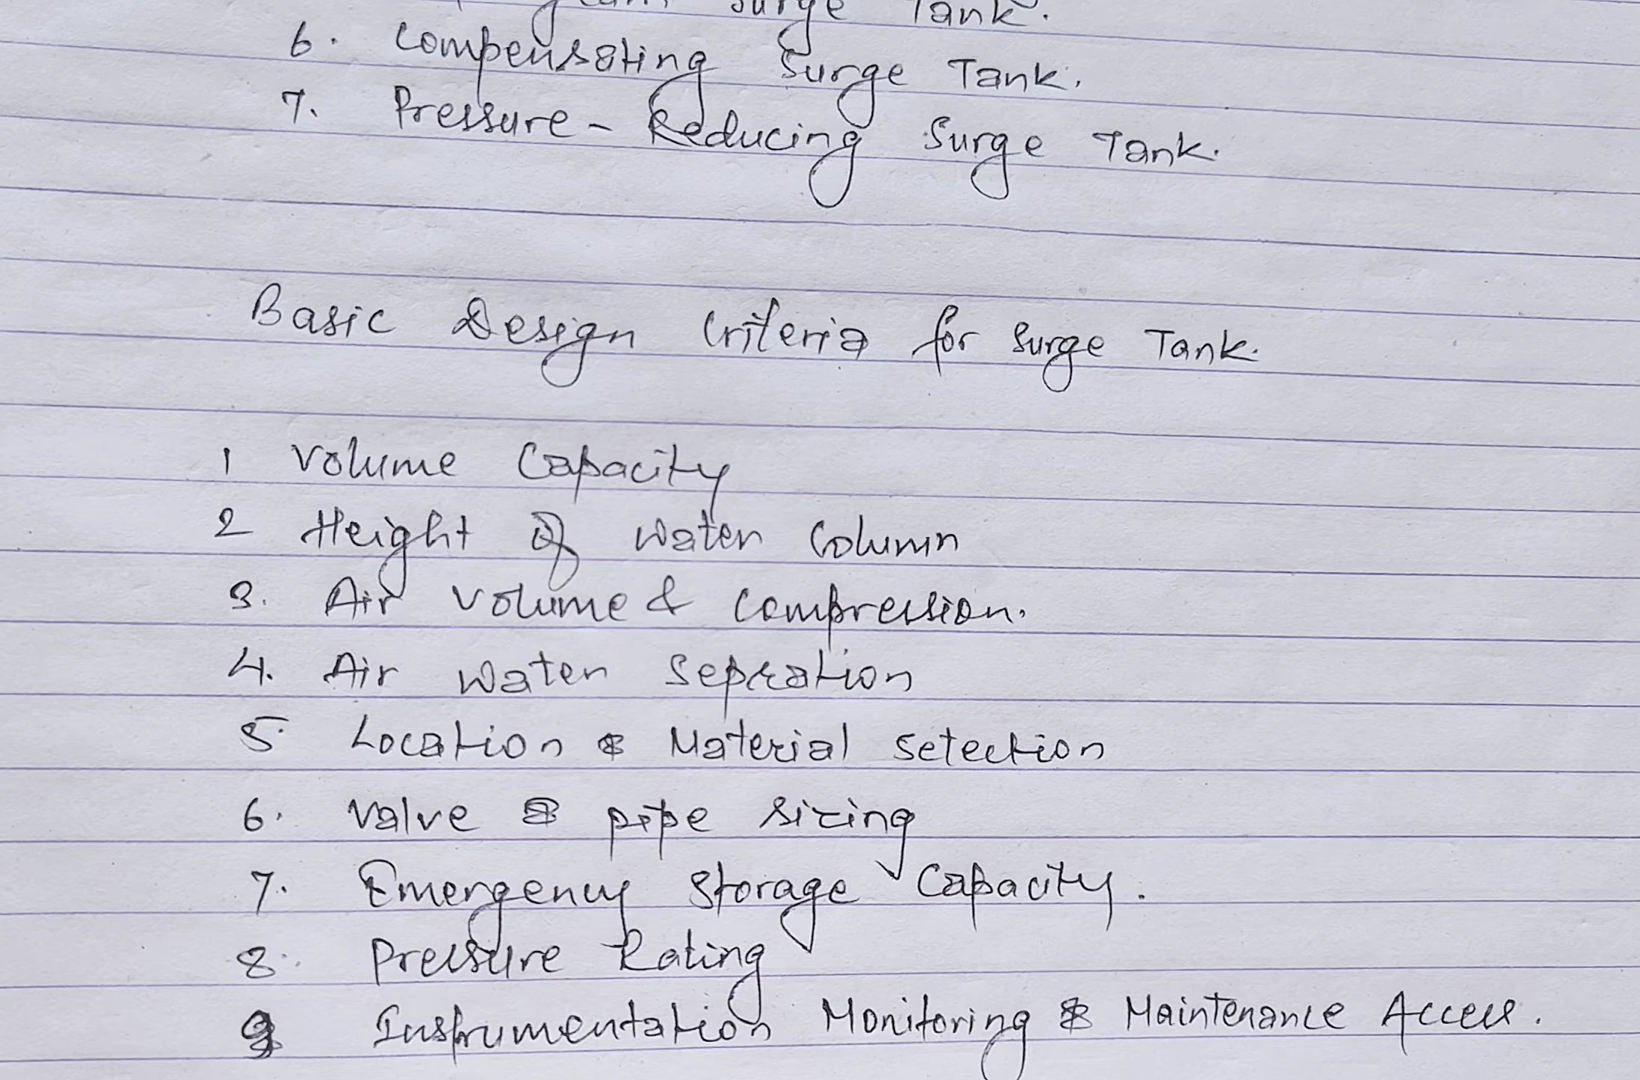 Surge Tank.
6. Compensating Surge Tank.
7. Pressure - Reducing Surge Tank.
Basic Design Criteria for Surge Tank.
1 Volume Capacity
2 Height of Water Column
3. Air Volume & Compression.
4. Air Water Sepration
5. Location & Material Setection
6. Valve & pipe sizing
7. Emergency Storage Capacity.
8. Pressure Rating
9 Instrumentation Monitoring & Maintenance Access.